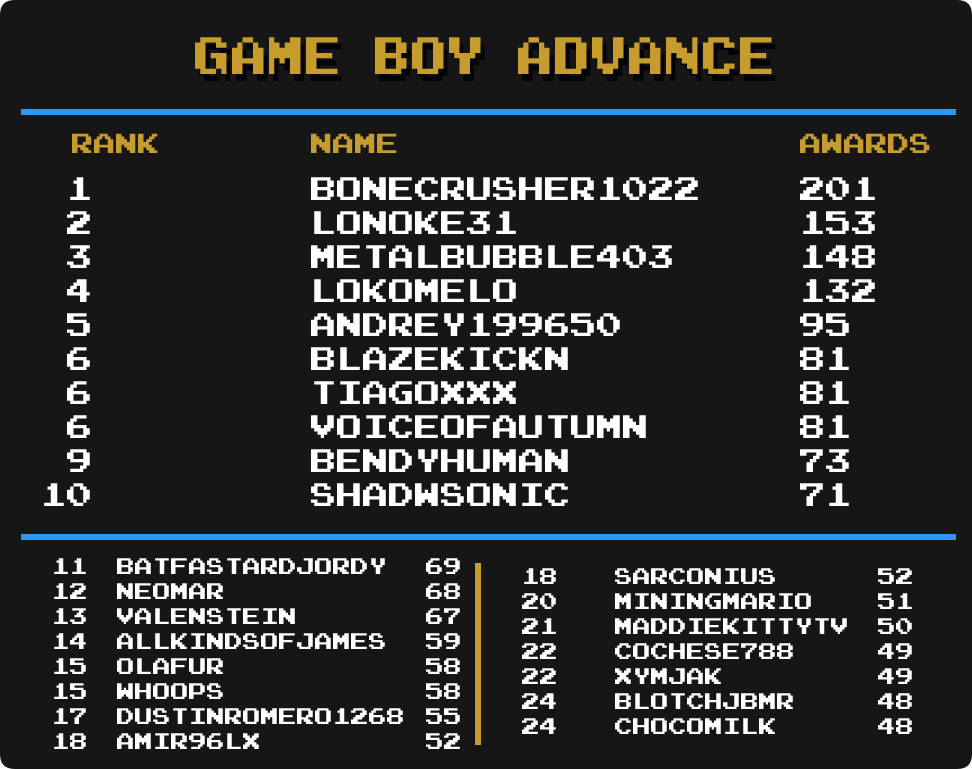 GAME BOY ADVANCE
RANK NAME AWARDS
1 BONECRUSHER1022 201
2 LONOKE31 153
3 METALBUBBLE403 148
4 LOKOMELO 132
5 ANDREY199650 95
6 BLAZEKICKN 81
6 TIAGOXXX 81
6 VOICEOFAUTUMN 81
9 BENDYHUMAN 73
10 SHADWSONIC 71
11 BATFASTARDJORDY 69
12 NEOMAR 68
13 VALENSTEIN 67
14 ALLKINDSOFJAMES 59
15 OLAFUR 58
15 WHOOPS 58
17 DUSTINROMERO1268 55
18 AMIR96LX 52
18 SARCONIUS 52
20 MININGMARIO 51
21 MADDIEKITTYTV 50
22 COCHESE788 49
22 XYMJAK 49
24 BLOTCHJBMR 48
24 CHOCOMILK 48